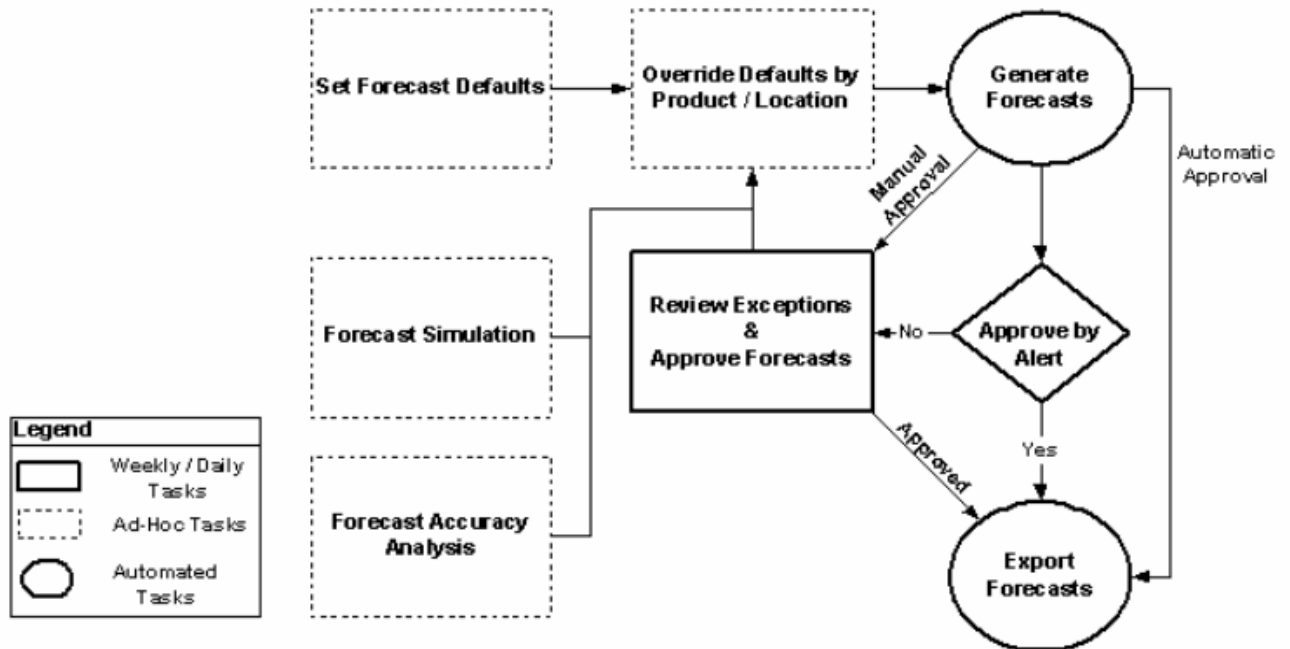 Set Forecast Defaults
Override Defaults by
Product / Location
Generate
Forecasts
Manual
Approval
Automatic
Approval
Forecast Simulation
Review Exceptions
&
Approve Forecasts
No
Approve by
Alert
Legend
Weekly / Daily
Tasks
Ad-Hoc Tasks
Automated
Tasks
Forecast Accuracy
Analysis
Approved
Yes
Export
Forecasts